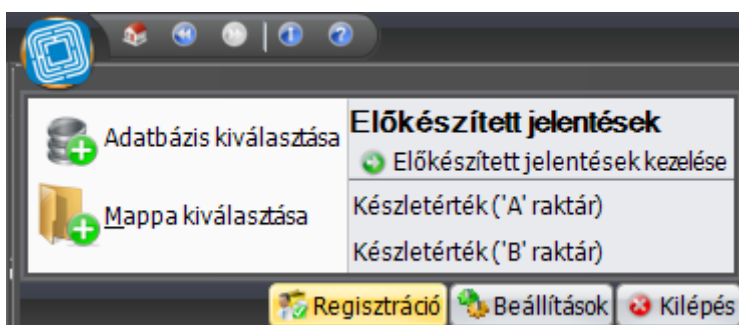 Adatbázis kiválasztása
Mappa kiválasztása
Előkészített jelentések
Előkészített jelentések kezelése
Készletérték ('A' raktár)
Készletérték ('B' raktár)
Regisztráció
Beállítások
Kilépés